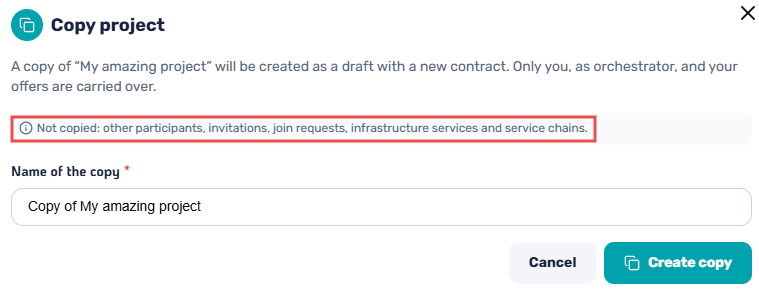 Copy project
A copy of “My amazing project” will be created as a draft with a new contract. Only you, as orchestrator, and your
offers are carried over.
Not copied: other participants, invitations, join requests, infrastructure services and service chains.
Name of the copy *
Copy of My amazing project
Cancel
Create copy